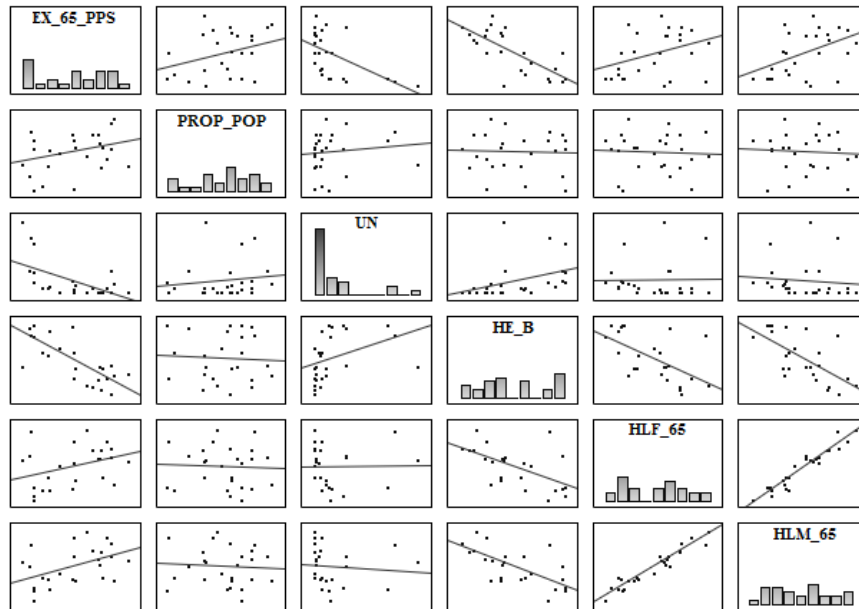 EX_65_PPS
PROP_POP
UN
HE_B
HLF_65
HLM_65